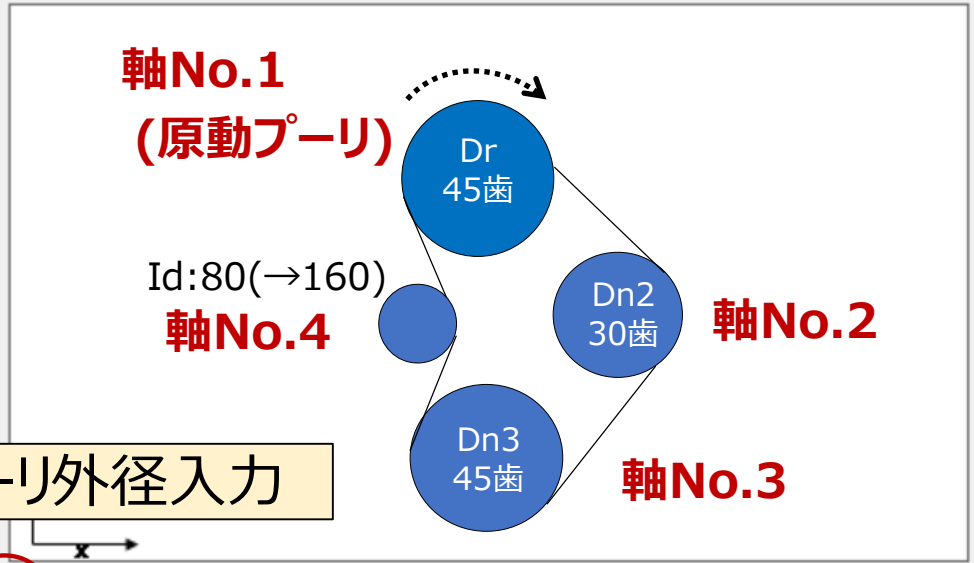 軸No.1
(原動プーリ)
Dr
45歯
Id:80(→160)
軸No.4
Dn2
30歯
軸No.2
Dn3
45歯
軸No.3
ーリ外径入力
x